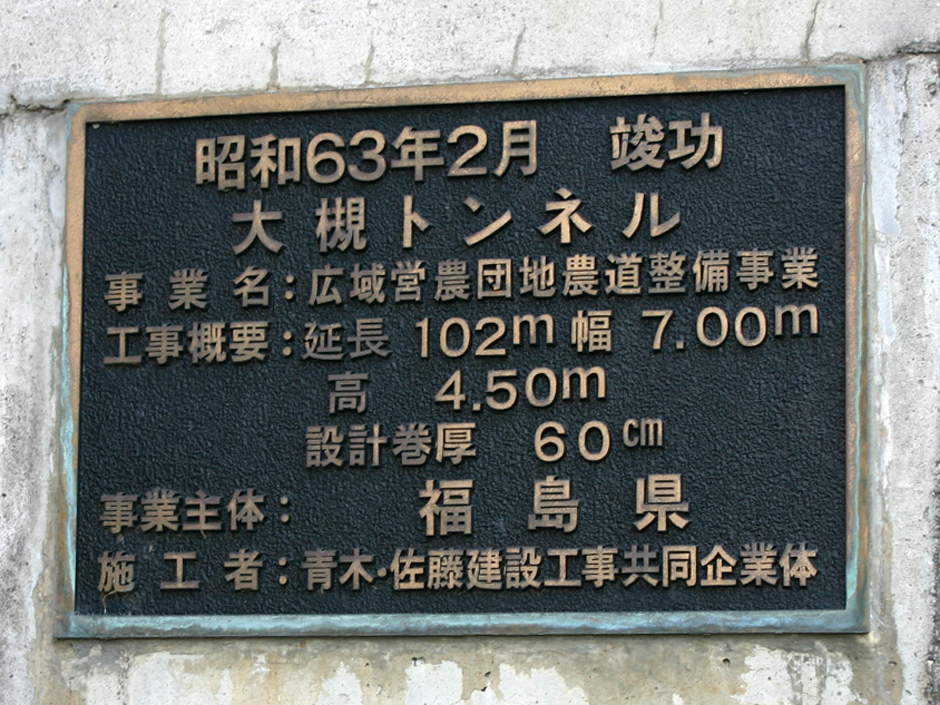 昭和63年2月 竣功
大槻トンネル
事業名:広域営農団地農道整備事業
工事概要:延長 102m 幅 7.00m
高 4.50m
設計巻厚 60cm
事業主体: 福島県
施工者:青木・佐藤建設工事共同企業体